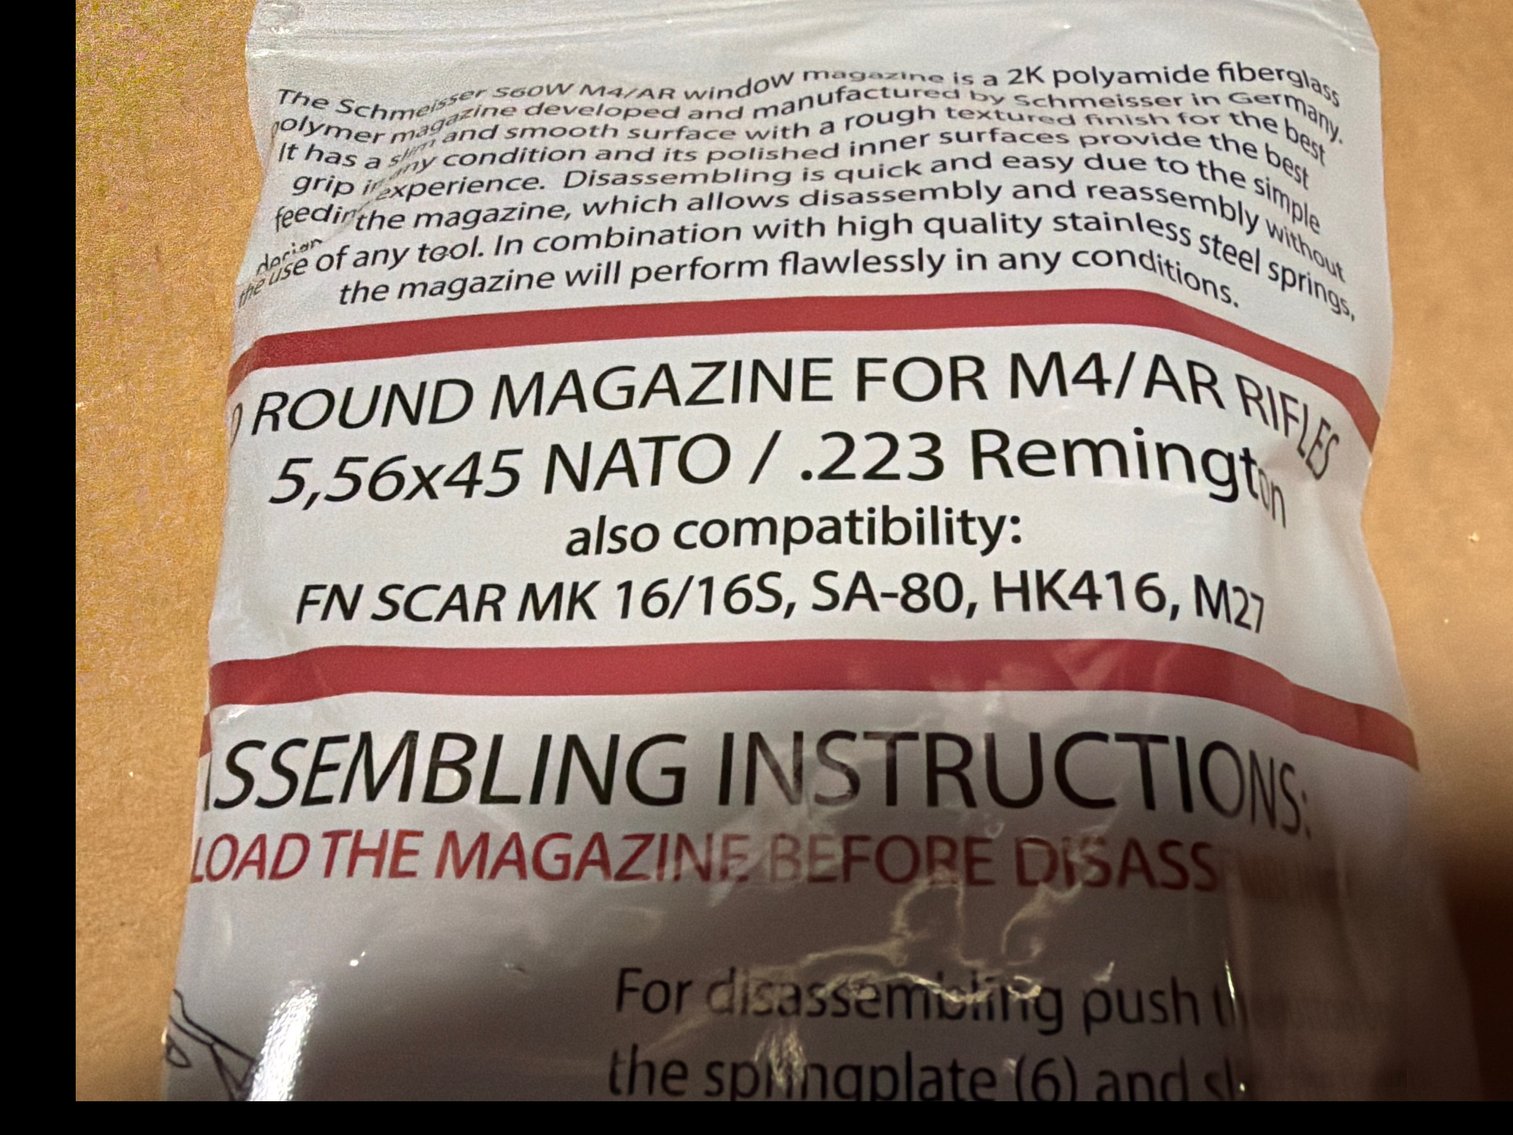 The Schmeisser S60W M4/AR window magazine is a 2K polyamide fiberglass
polymer magazine developed and manufactured by Schmeisser in Germany.
It has a slim and smooth surface with a rough textured finish for the best
grip in any condition and its polished inner surfaces provide the best
experience. Disassembling is quick and easy due to the simple
the magazine, which allows disassembly and reassembly without
the use of any tool. In combination with high quality stainless steel springs,
the magazine will perform flawlessly in any conditions.
ROUND MAGAZINE FOR M4/AR RIFLES
5,56x45 NATO / .223 Remington
also compatibility:
FN SCAR MK 16/16S, SA-80, HK416, M27
SSEMBLING INSTRUCTIONS:
LOAD THE MAGAZINE BEFORE DISASS
For disassembling push
the springplate (6) and